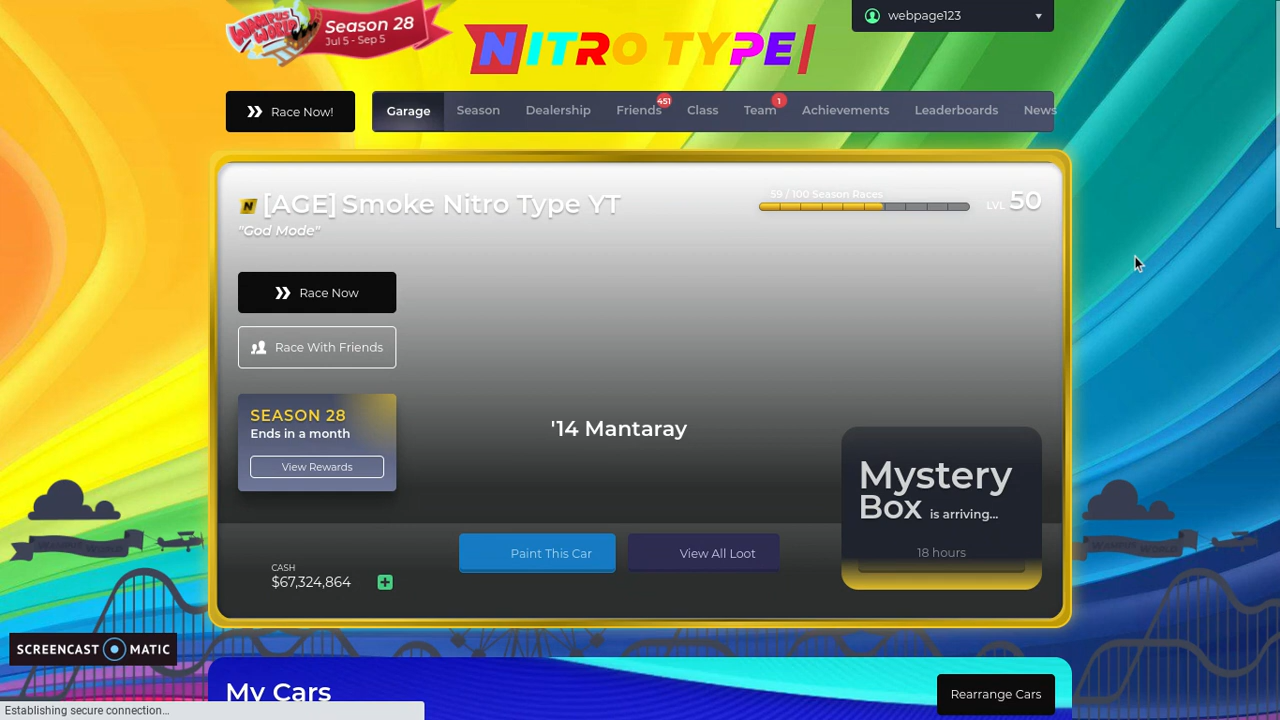 WAMPUS WORLD
Season 28
Jul 5 - Sep 5
NITRO TYPE
webpage123
Race Now!
Garage
Season
Dealership
Friends
451
Class
Team
1
Achievements
Leaderboards
News
N
[AGE] Smoke Nitro Type YT
"God Mode"
59 / 100 Season Races
LVL 50
Race Now
Race With Friends
SEASON 28
Ends in a month
View Rewards
'14 Mantaray
Mystery
Box is arriving...
18 hours
Paint This Car
View All Loot
CASH
$67,324,864
SCREENCAST MATIC
My Cars
Rearrange Cars
Establishing secure connection...